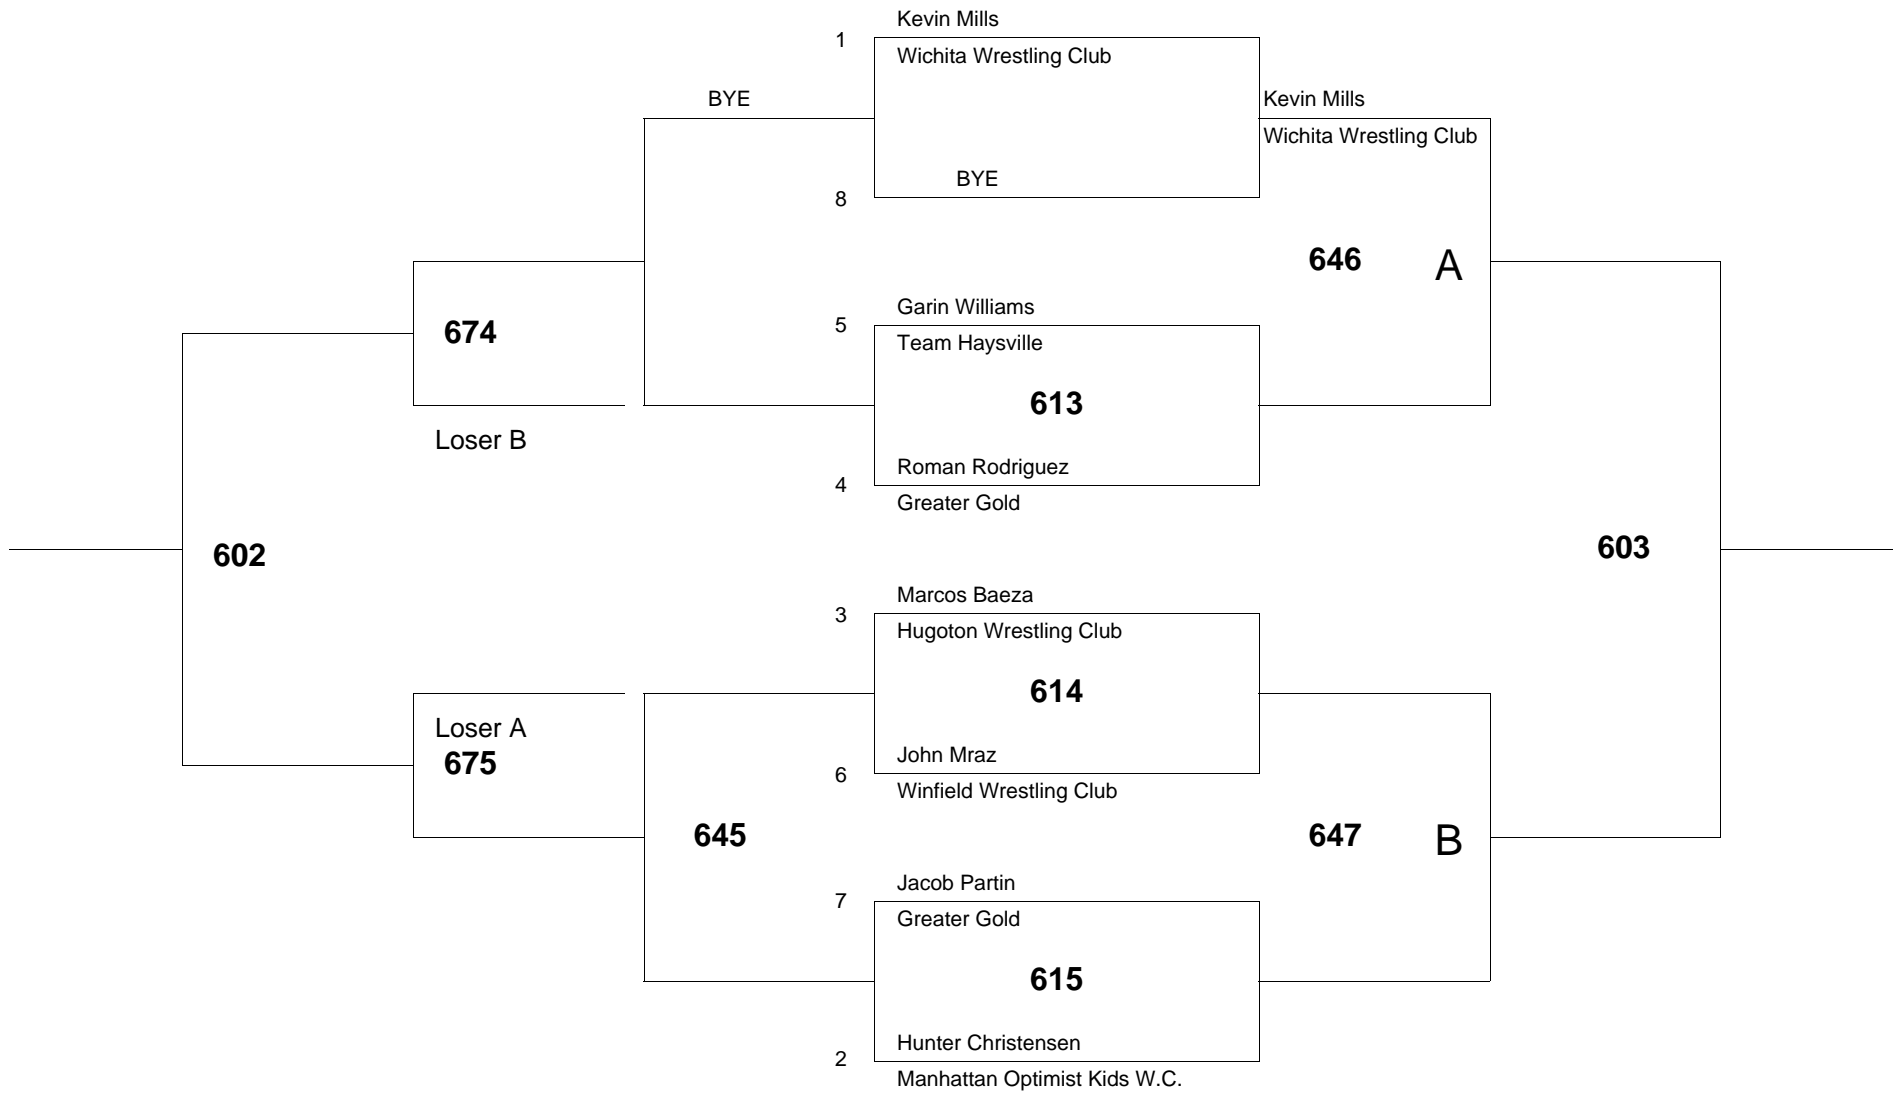 Kevin Mills
1
Wichita Wrestling Club
BYE
Kevin Mills
Wichita Wrestling Club
BYE
8
646 A
Garin Williams
5
Team Haysville
674
613
Loser B
Roman Rodriguez
4
Greater Gold
602
603
Marcos Baeza
3
Hugoton Wrestling Club
614
Loser A
675
John Mraz
6
Winfield Wrestling Club
645
647 B
Jacob Partin
7
Greater Gold
615
Hunter Christensen
2
Manhattan Optimist Kids W.C.